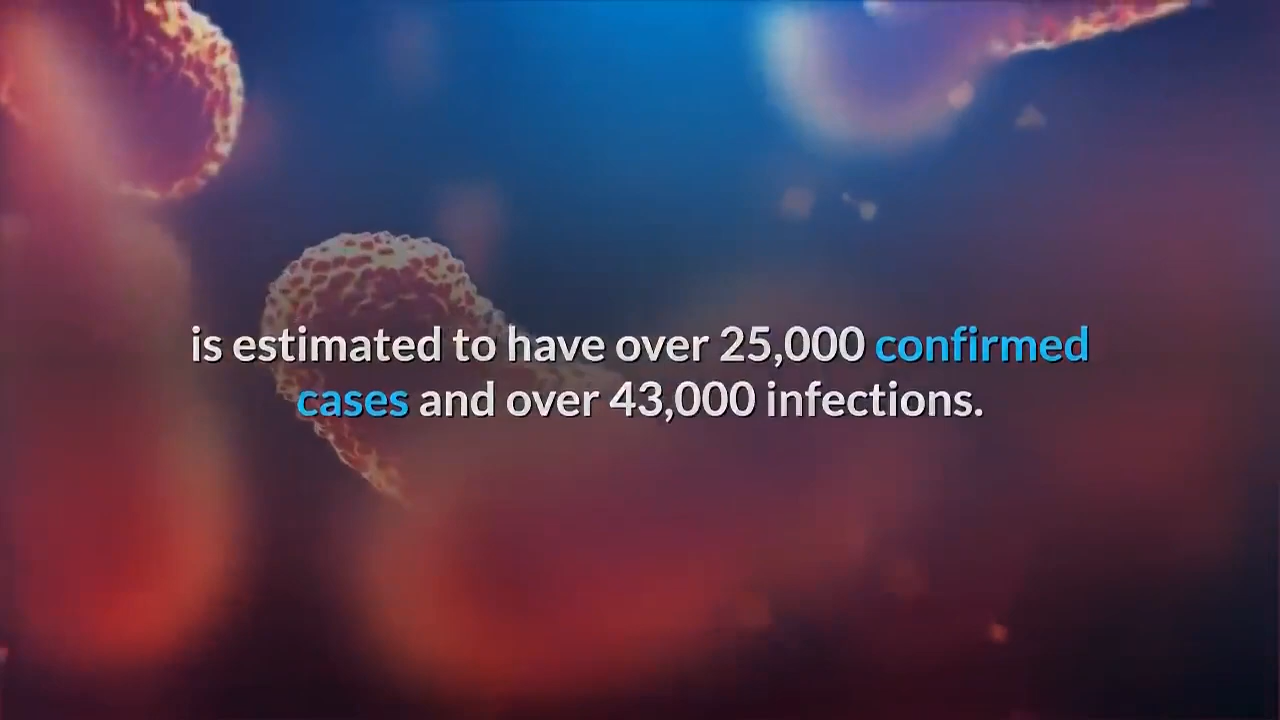 is estimated to have over 25,000 confirmed
cases and over 43,000 infections.